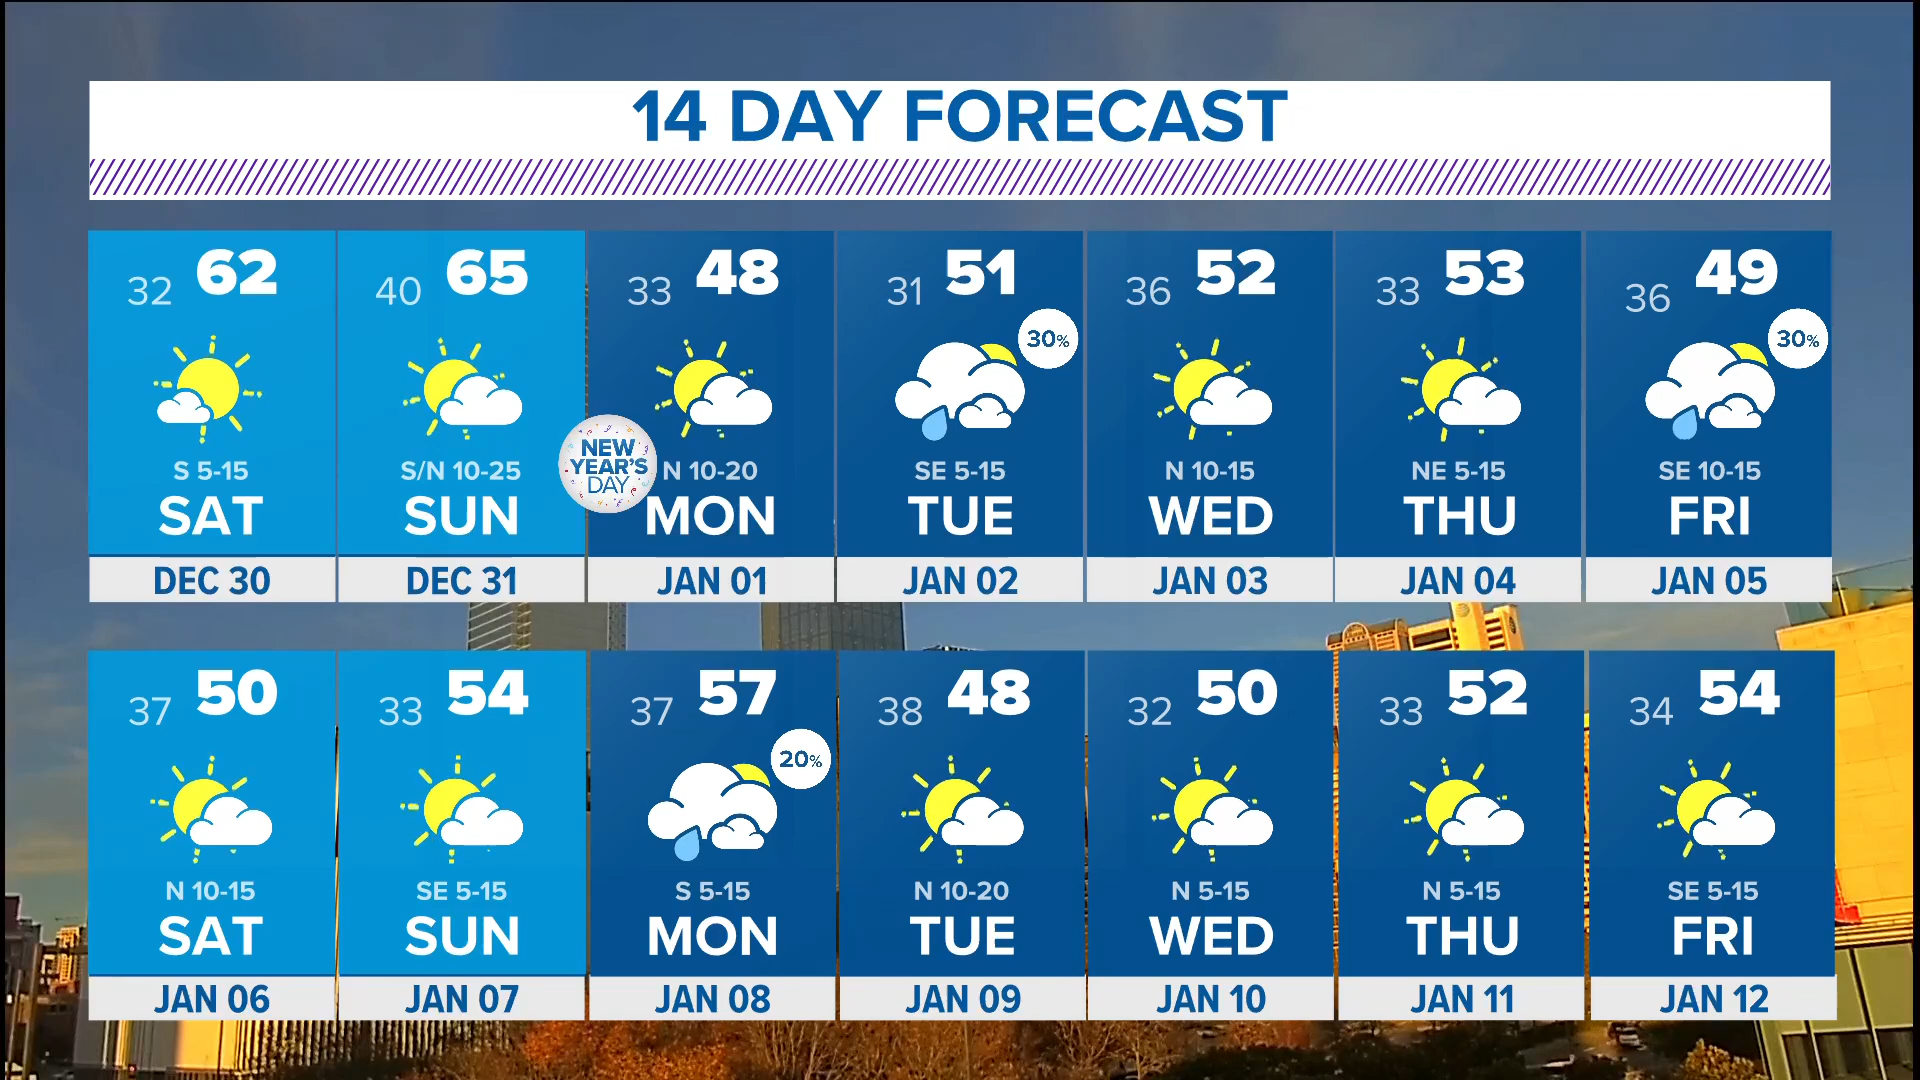 14 DAY FORECAST
32 62
S 5-15
SAT
DEC 30
40 65
S/N 10-25
SUN
DEC 31
33 48
NEW
YEAR'S
DAY
N 10-20
MON
JAN 01
31 51
30%
SE 5-15
TUE
JAN 02
36 52
N 10-15
WED
JAN 03
33 53
NE 5-15
THU
JAN 04
36 49
30%
SE 10-15
FRI
JAN 05
37 50
N 10-15
SAT
JAN 06
33 54
SE 5-15
SUN
JAN 07
37 57
20%
S 5-15
MON
JAN 08
38 48
N 10-20
TUE
JAN 09
32 50
N 5-15
WED
JAN 10
33 52
N 5-15
THU
JAN 11
34 54
SE 5-15
FRI
JAN 12